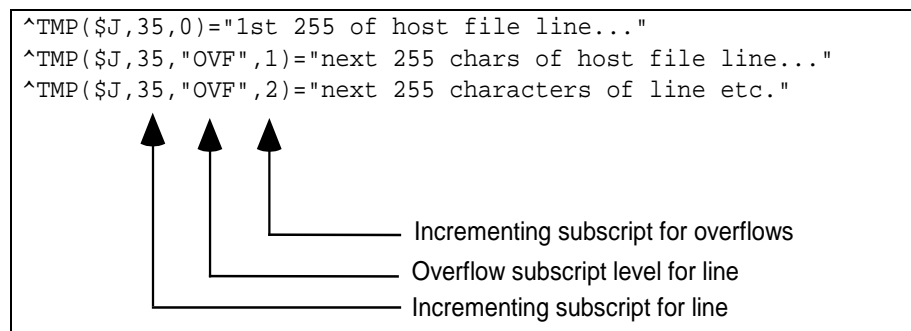 ^TMP($J,35,0)="1st 255 of host file line..."
^TMP($J,35,"OVF",1)="next 255 chars of host file line..."
^TMP($J,35,"OVF",2)="next 255 characters of line etc."
Incrementing subscript for overflows
Overflow subscript level for line
Incrementing subscript for line